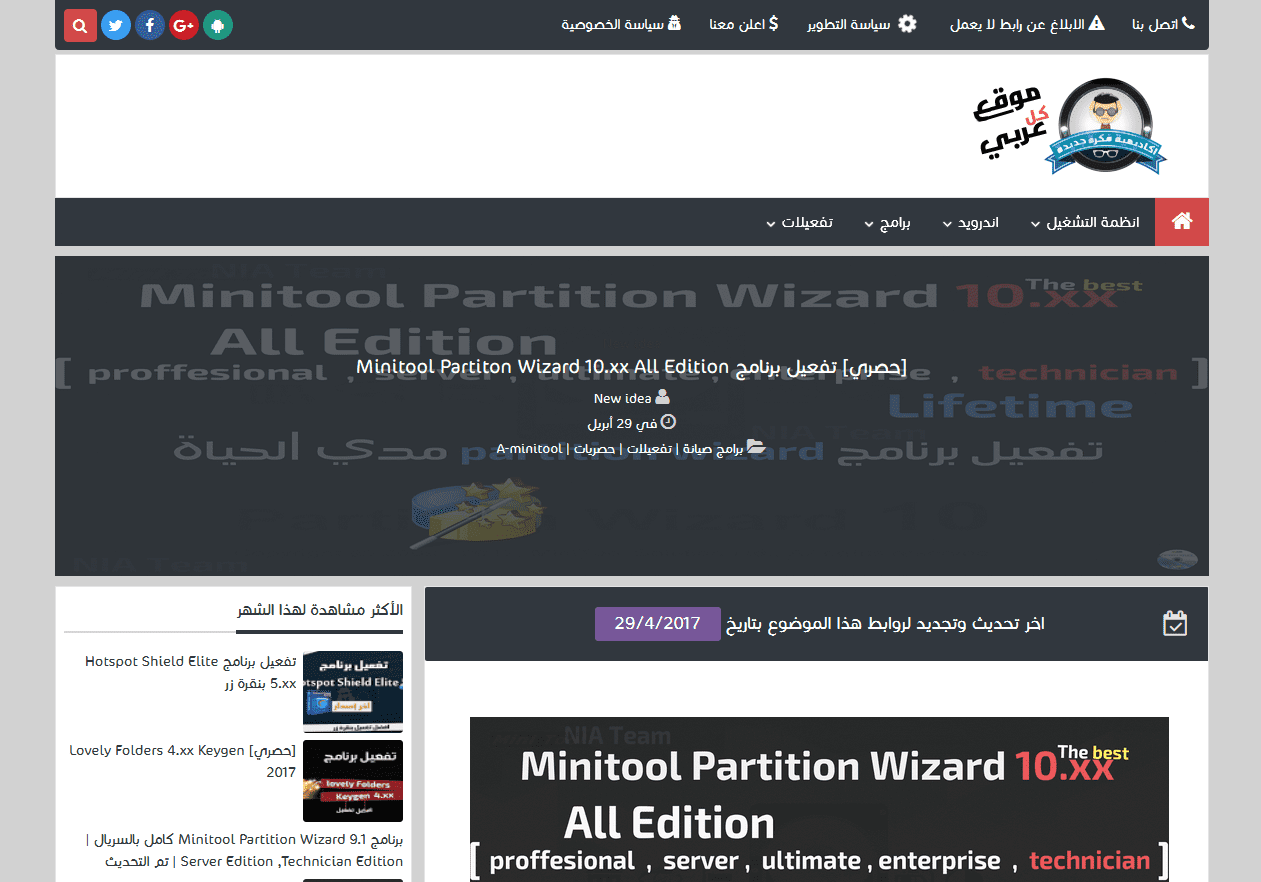 اتصل بنا
الابلاغ عن رابط لا يعمل
سياسة التطوير
اعلن معنا
سياسة الخصوصية
موقع
كل
عربي
اكاديمية فكرة جديدة
انظمة التشغيل
اندرويد
برامج
تفعيلات
NIA Team
The best
Minitool Partition Wizard 10.xx
All Edition
[ proffesional , server , ultimate , enterprise , technician ]
Lifetime
تفعيل برنامج partition wizard مدي الحياة
NIA Team
NIA Team
[حصري] تفعيل برنامج Minitool Partiton Wizard 10.xx All Edition
New idea
في 29 أبريل
برامج صيانة | تفعيلات | حصريات | A-minitool
اخر تحديث وتجديد لروابط هذا الموضوع بتاريخ 29/4/2017
NIA Team
The best
Minitool Partition Wizard 10.xx
All Edition
[ proffesional , server , ultimate , enterprise , technician ]
الأكثر مشاهدة لهذا الشهر
تفعيل برنامج
Hotspot Shield Elite
اخر إصدار
تفعيل برنامج Hotspot Shield Elite
5.xx بنقرة زر
تفعيل برنامج
lovely Folders
Keygen 4.xx
[حصري] Lovely Folders 4.xx Keygen
2017
برنامج Minitool Partition Wizard 9.1 كامل بالسريال |
Server Edition ,Technician Edition | تم التحديث